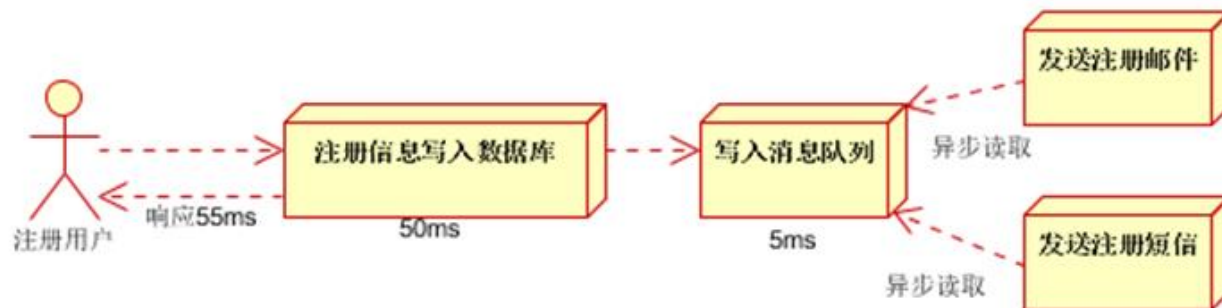 发送注册邮件
注册信息写入数据库
写入消息队列
异步读取
响应55ms
50ms
注册用户
5ms
发送注册短信
异步读取